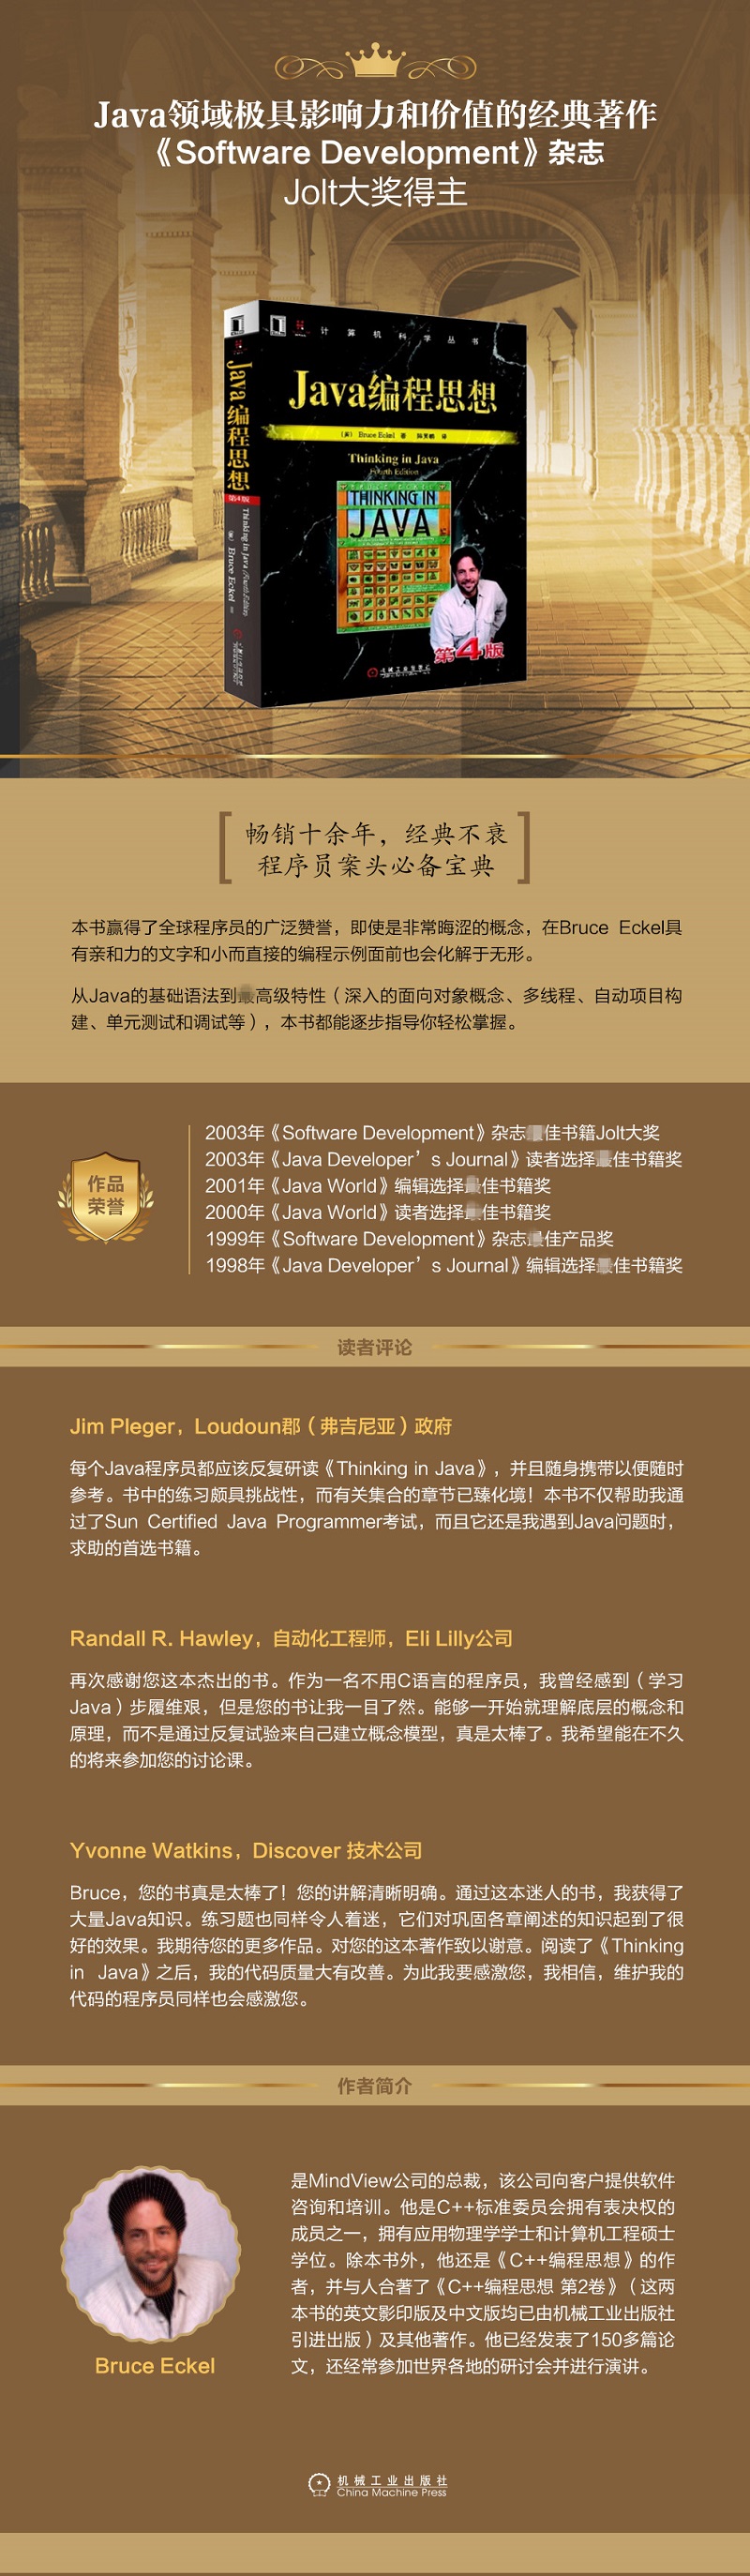 Java领域极具影响力和价值的经典著作
《Software Development》杂志
Jolt大奖得主
计算机科学丛书
Java编程思想
(美) Bruce Eckel 著 陈昊鹏 译
Thinking in Java
Fourth Edition
THINKING IN
JAVA
第4版
机械工业出版社
Java编程思想
第4版
Thinking in Java (Fourth Edition)
(美) Bruce Eckel 著
畅销十余年，经典不衰
程序员案头必备宝典
本书赢得了全球程序员的广泛赞誉，即使是非常晦涩的概念，在Bruce Eckel具
有亲和力的文字和小而直接的编程示例面前也会化解于无形。
从Java的基础语法到高级特性（深入的面向对象概念、多线程、自动项目构
建、单元测试和调试等），本书都能逐步指导你轻松掌握。
作品
荣誉
2003年《Software Development》杂志佳书籍Jolt大奖
2003年《Java Developer’s Journal》读者选择佳书籍奖
2001年《Java World》编辑选择佳书籍奖
2000年《Java World》读者选择佳书籍奖
1999年《Software Development》杂志佳产品奖
1998年《Java Developer’s Journal》编辑选择佳书籍奖
读者评论
Jim Pleger，Loudoun郡（弗吉尼亚）政府
每个Java程序员都应该反复研读《Thinking in Java》，并且随身携带以便随时
参考。书中的练习颇具挑战性，而有关集合的章节已臻化境！本书不仅帮助我通
过了Sun Certified Java Programmer考试，而且它还是我遇到Java问题时，
求助的首选书籍。
Randall R. Hawley，自动化工程师，Eli Lilly公司
再次感谢您这本杰出的书。作为一名不用C语言的程序员，我曾经感到（学习
Java）步履维艰，但是您的书让我一目了然。能够一开始就理解底层的概念和
原理，而不是通过反复试验来自己建立概念模型，真是太棒了。我希望能在不久
的将来参加您的讨论课。
Yvonne Watkins，Discover 技术公司
Bruce，您的书真是太棒了！您的讲解清晰明确。通过这本迷人的书，我获得了
大量Java知识。练习题也同样令人着迷，它们对巩固各章阐述的知识起到了很
好的效果。我期待您的更多作品。对您的这本著作致以谢意。阅读了《Thinking
in Java》之后，我的代码质量大有改善。为此我要感激您，我相信，维护我的
代码的程序员同样也会感激您。
作者简介
是MindView公司的总裁，该公司向客户提供软件
咨询和培训。他是C++标准委员会拥有表决权的
成员之一，拥有应用物理学学士和计算机工程硕士
学位。除本书外，他还是《C++编程思想》的作
者，并与人合著了《C++编程思想 第2卷》（这两
本书的英文影印版及中文版均已由机械工业出版社
引进出版）及其他著作。他已经发表了150多篇论
文，还经常参加世界各地的研讨会并进行演讲。
Bruce Eckel
机械工业出版社
China Machine Press